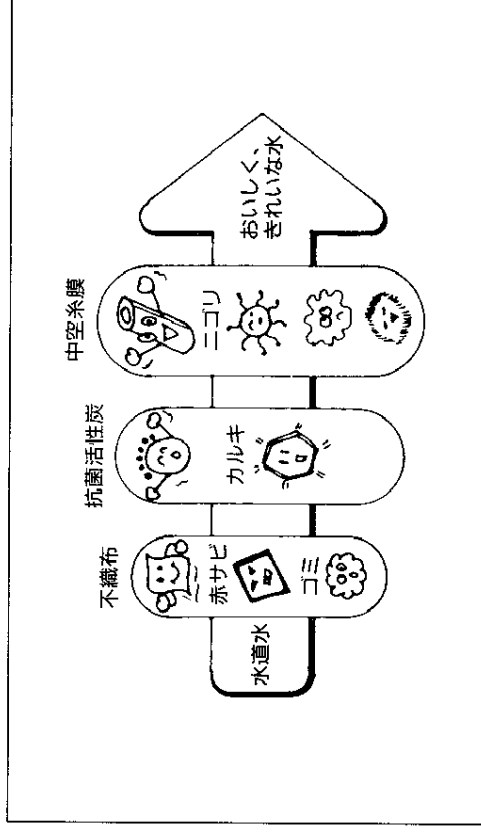 不織布
赤サビ
ゴミ
抗菌活性炭
カルキ
中空糸膜
ニゴリ
水道水
おいしく、
きれいな水